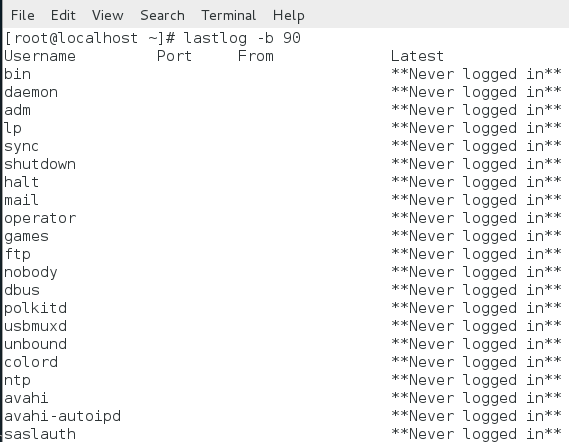 File Edit View Search Terminal Help
[root@localhost ~]# lastlog -b 90
Username Port From Latest
bin **Never logged in**
daemon **Never logged in**
adm **Never logged in**
lp **Never logged in**
sync **Never logged in**
shutdown **Never logged in**
halt **Never logged in**
mail **Never logged in**
operator **Never logged in**
games **Never logged in**
ftp **Never logged in**
nobody **Never logged in**
dbus **Never logged in**
polkitd **Never logged in**
usbmuxd **Never logged in**
unbound **Never logged in**
colord **Never logged in**
ntp **Never logged in**
avahi **Never logged in**
avahi-autoipd **Never logged in**
saslauth **Never logged in**